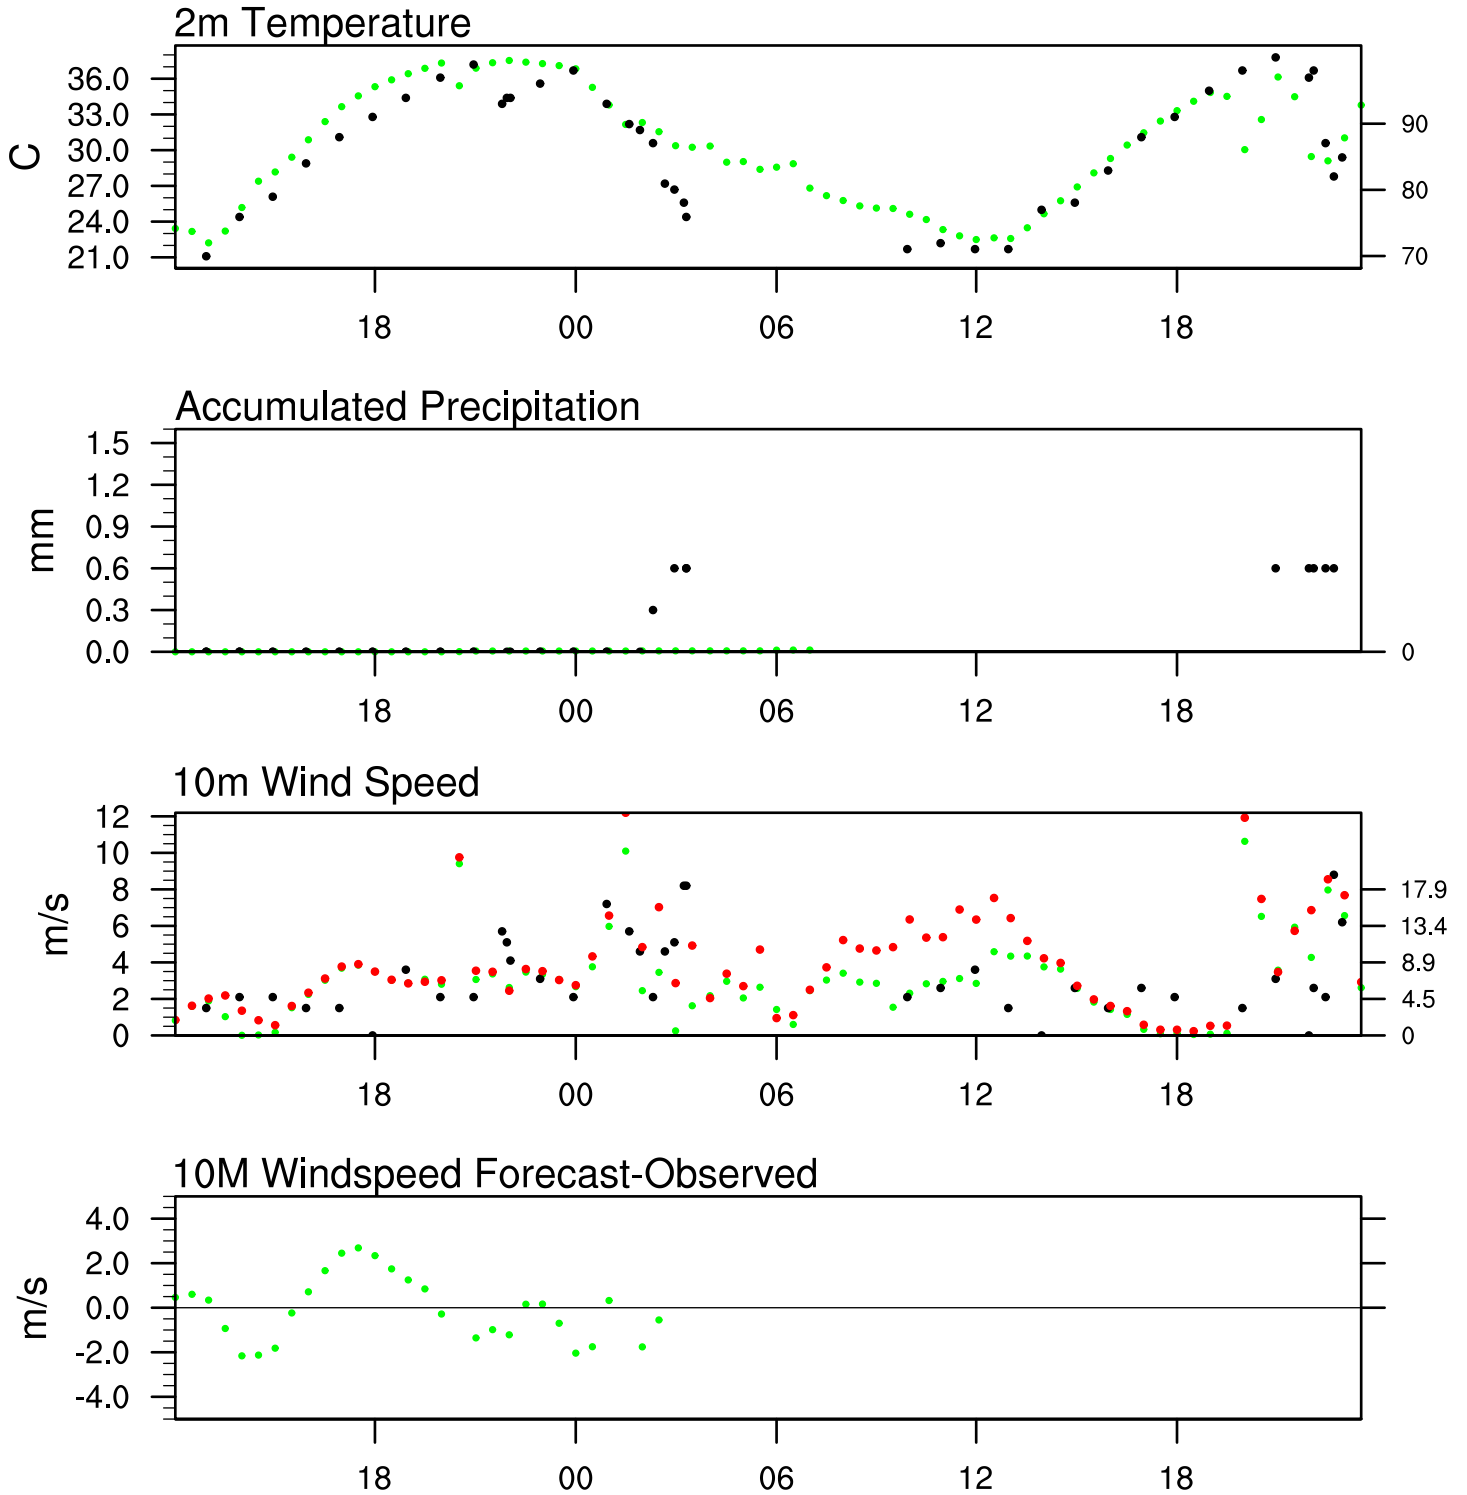 2m Temperature
36.0
33.0
30.0
27.0
24.0
21.0
C
90
80
70
18 00 06 12 18
Accumulated Precipitation
1.5
1.2
0.9
0.6
0.3
0.0
mm
0
18 00 06 12 18
10m Wind Speed
12
10
8
6
4
2
0
m/s
17.9
13.4
8.9
4.5
0
18 00 06 12 18
10M Windspeed Forecast-Observed
4.0
2.0
0.0
-2.0
-4.0
m/s
18 00 06 12 18